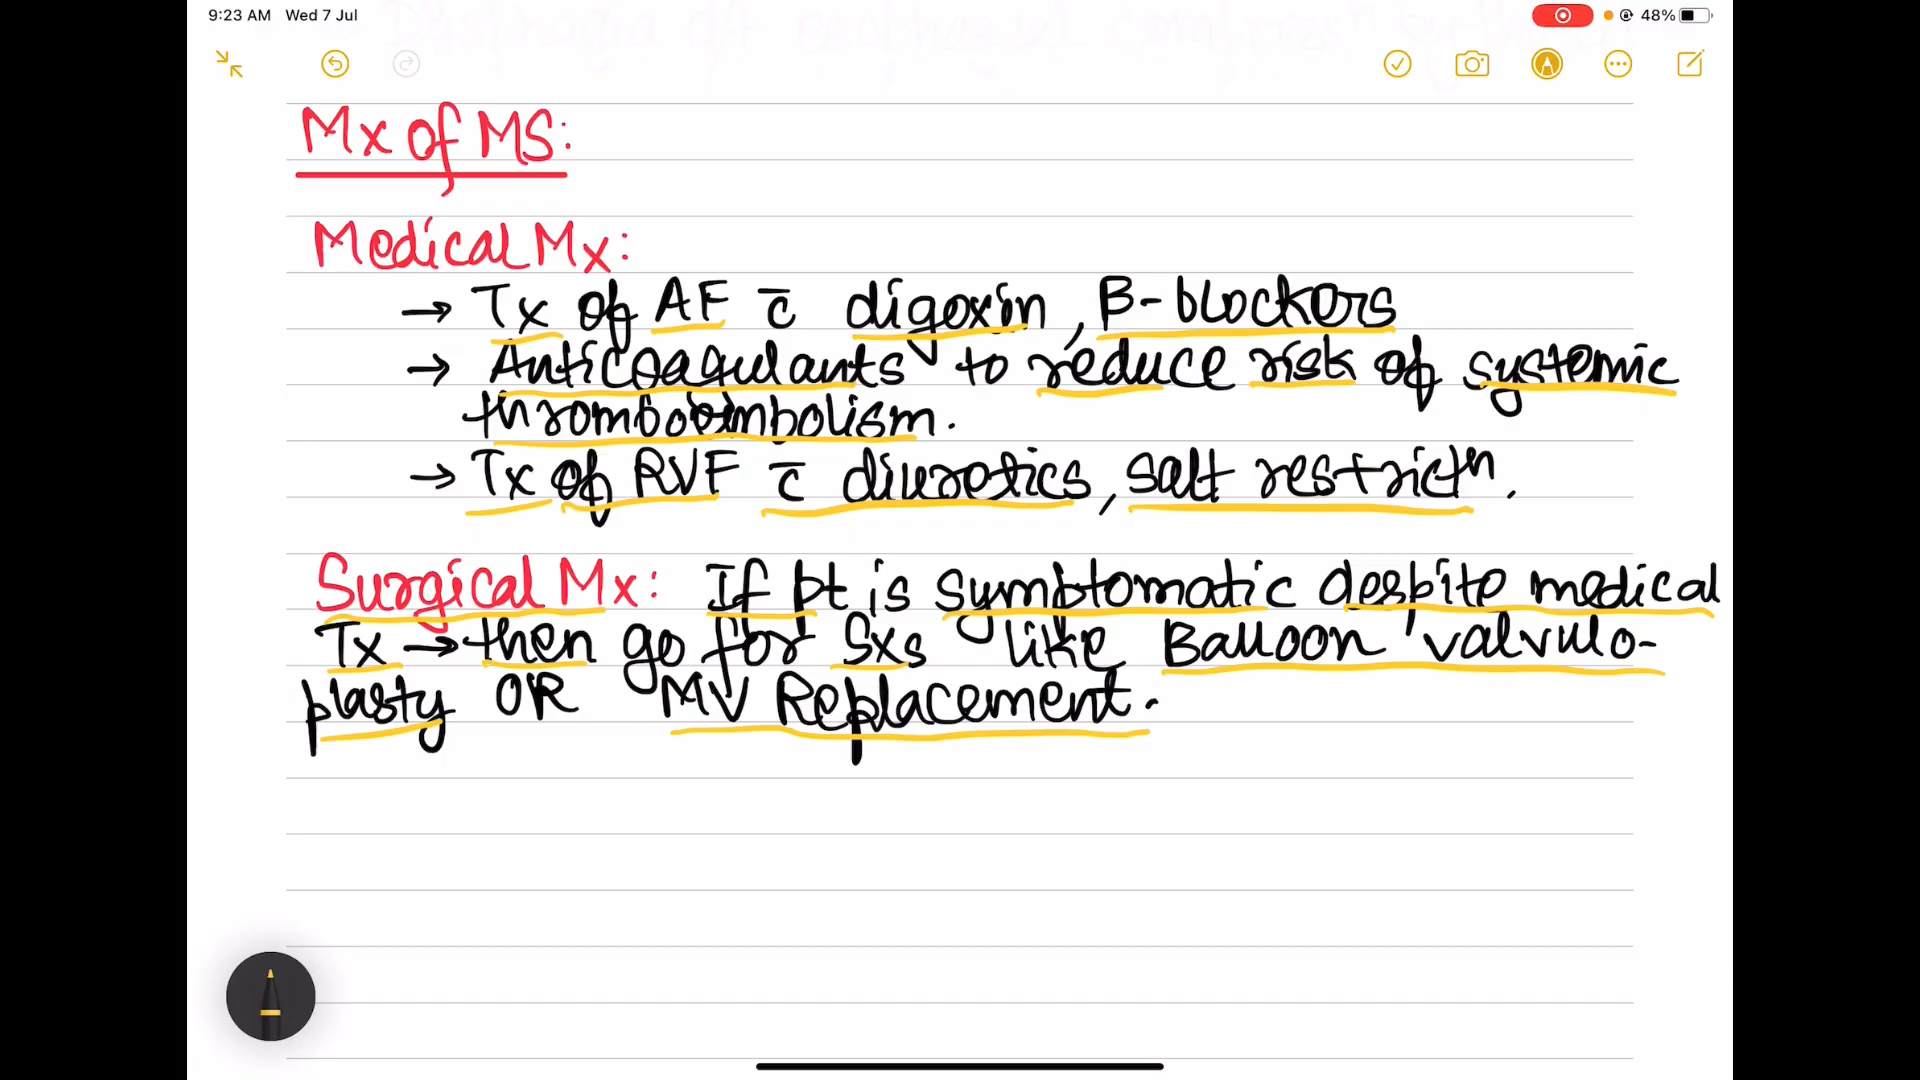 9:23 AM Wed 7 Jul 48%
Mx of MS:
Medical Mx:
→ Tx of AF c̄ digoxin, B-blockers
→ Anticoagulants to reduce risk of systemic
thromboembolism.
→ Tx of RVF c̄ diuretics, salt restrictⁿ.
Surgical Mx: If pt is symptomatic despite medical
Tx → then go for Sxs like Balloon valvulo-
plasty OR MV Replacement.